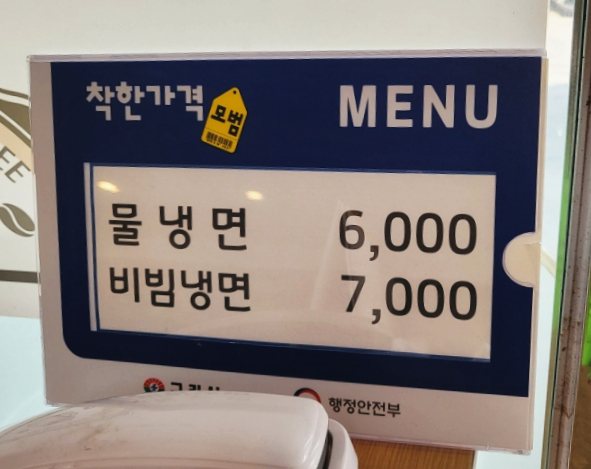 착한가격 모범 MENU
물냉면 6,000
비빔냉면 7,000
행정안전부
EE